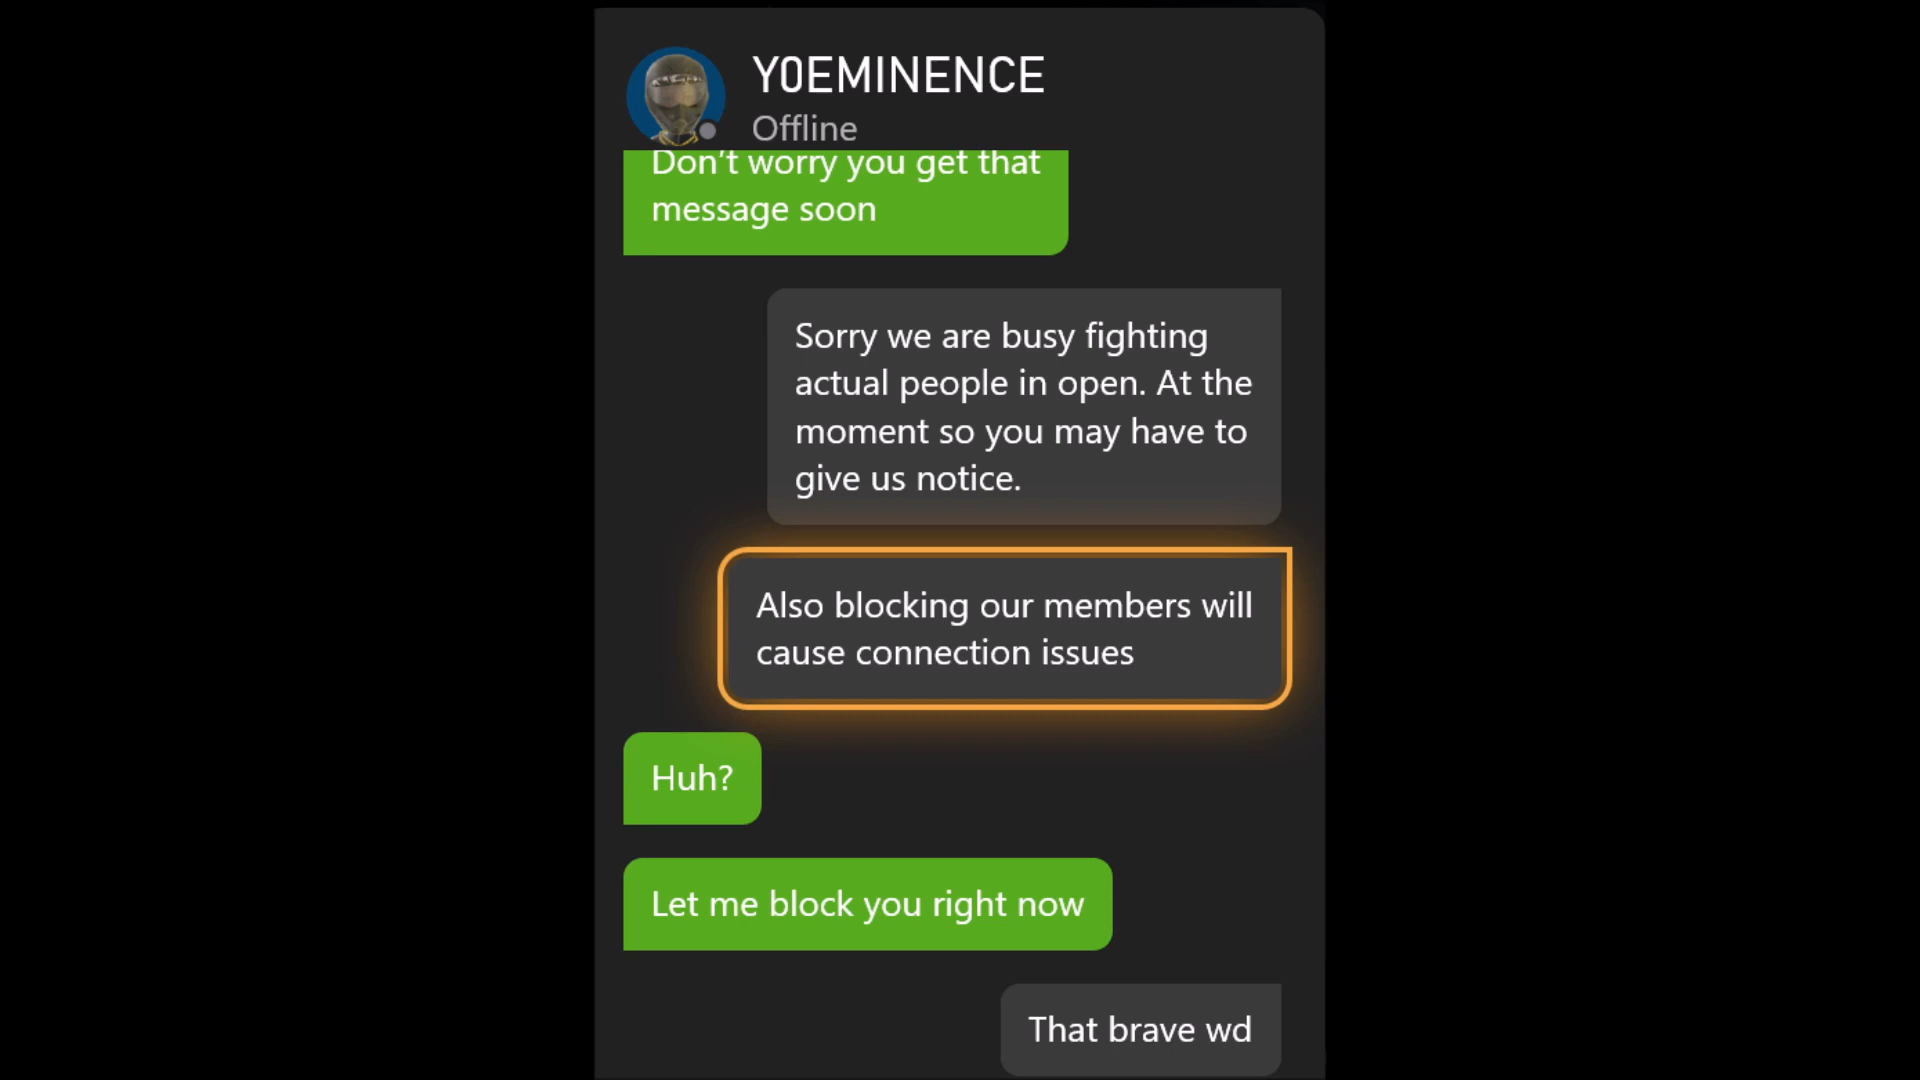 Y0EMINENCE
Offline
Don't worry you get that
message soon
Sorry we are busy fighting
actual people in open. At the
moment so you may have to
give us notice.
Also blocking our members will
cause connection issues
Huh?
Let me block you right now
That brave wd